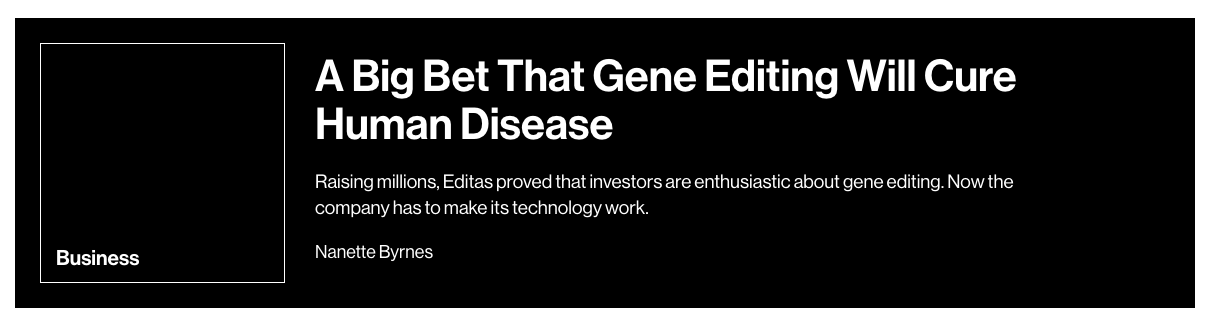 A Big Bet That Gene Editing Will Cure
Human Disease
Raising millions, Editas proved that investors are enthusiastic about gene editing. Now the
company has to make its technology work.
Nanette Byrnes
Business